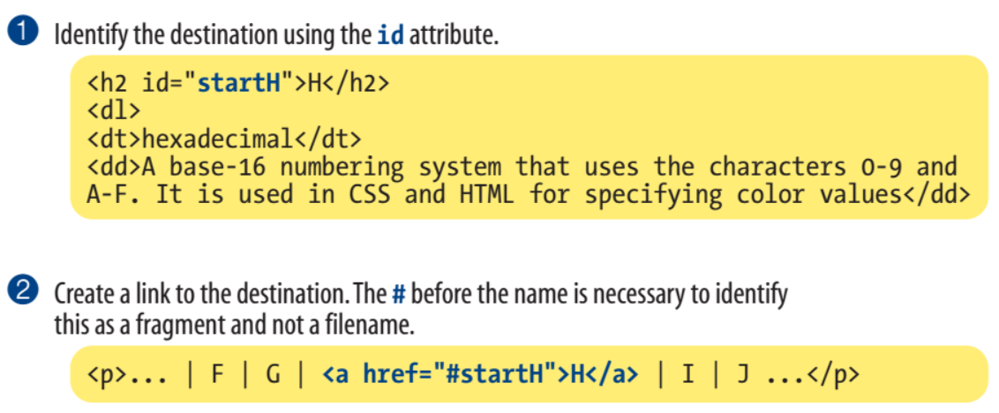 1 Identify the destination using the id attribute.
<h2 id="startH">H</h2>
<dl>
<dt>hexadecimal</dt>
<dd>A base-16 numbering system that uses the characters 0-9 and
A-F. It is used in CSS and HTML for specifying color values</dd>
2 Create a link to the destination. The # before the name is necessary to identify
this as a fragment and not a filename.
<p>... | F | G | <a href="#startH">H</a> | I | J ...</p>